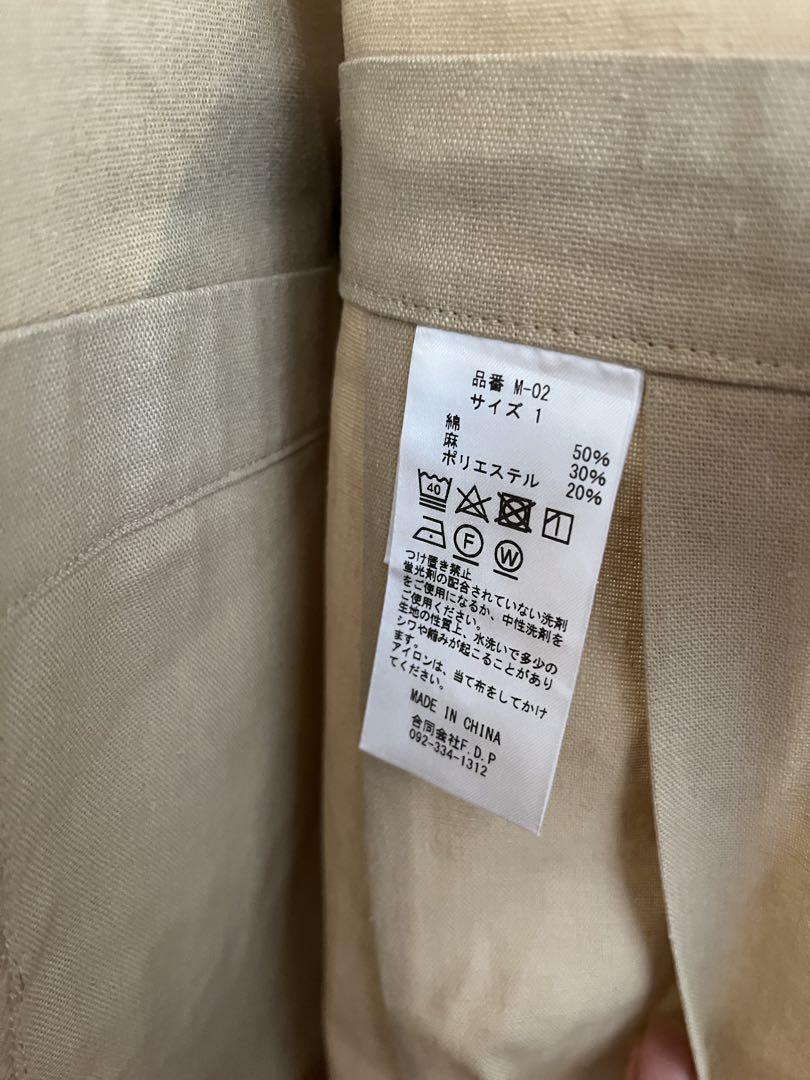 品番 M-02
サイズ 1
綿 50%
麻 30%
ポリエステル 20%
40
F W
つけ置き禁止
蛍光剤の配合されていない洗剤
をご使用になるか、中性洗剤を
ご使用ください。
生地の性質上、水洗いで多少の
シワや縮みが起こることがあり
ます。
アイロンは、当て布をしてかけ
てください。
MADE IN CHINA
合同会社F.D.P
092-334-1312